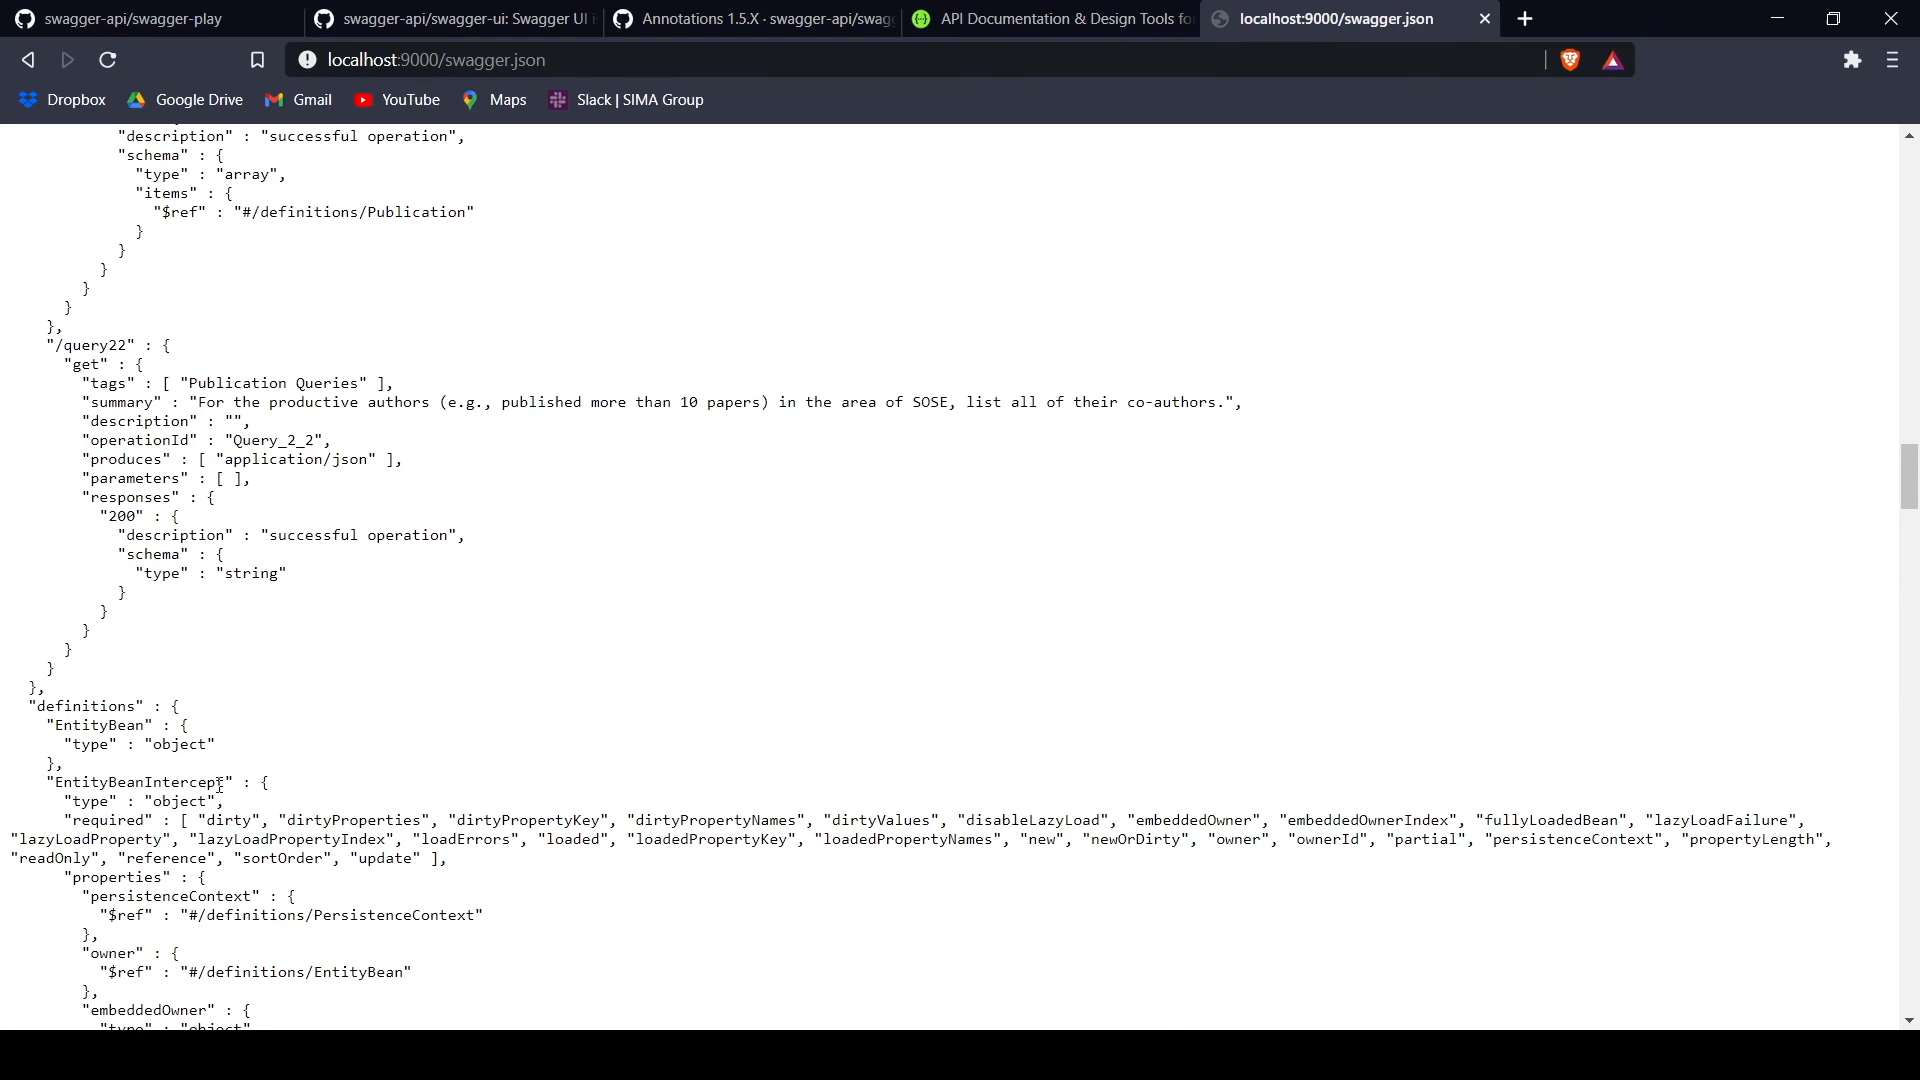 swagger-api/swagger-play
swagger-api/swagger-ui: Swagger UI i
Annotations 1.5.X · swagger-api/swag
API Documentation & Design Tools fo
localhost:9000/swagger.json
localhost:9000/swagger.json
Dropbox
Google Drive
Gmail
YouTube
Maps
Slack | SIMA Group
"description" : "successful operation",
"schema" : {
"type" : "array",
"items" : {
"$ref" : "#/definitions/Publication"
}
}
}
}
}
},
"/query22" : {
"get" : {
"tags" : [ "Publication Queries" ],
"summary" : "For the productive authors (e.g., published more than 10 papers) in the area of SOSE, list all of their co-authors.",
"description" : "",
"operationId" : "Query_2_2",
"produces" : [ "application/json" ],
"parameters" : [ ],
"responses" : {
"200" : {
"description" : "successful operation",
"schema" : {
"type" : "string"
}
}
}
}
}
},
"definitions" : {
"EntityBean" : {
"type" : "object"
},
"EntityBeanIntercept" : {
"type" : "object",
"required" : [ "dirty", "dirtyProperties", "dirtyPropertyKey", "dirtyPropertyNames", "dirtyValues", "disableLazyLoad", "embeddedOwner", "embeddedOwnerIndex", "fullyLoadedBean", "lazyLoadFailure",
"lazyLoadProperty", "lazyLoadPropertyIndex", "loadErrors", "loaded", "loadedPropertyKey", "loadedPropertyNames", "new", "newOrDirty", "owner", "ownerId", "partial", "persistenceContext", "propertyLength",
"readOnly", "reference", "sortOrder", "update" ],
"properties" : {
"persistenceContext" : {
"$ref" : "#/definitions/PersistenceContext"
},
"owner" : {
"$ref" : "#/definitions/EntityBean"
},
"embeddedOwner" : {
"type" : "object"